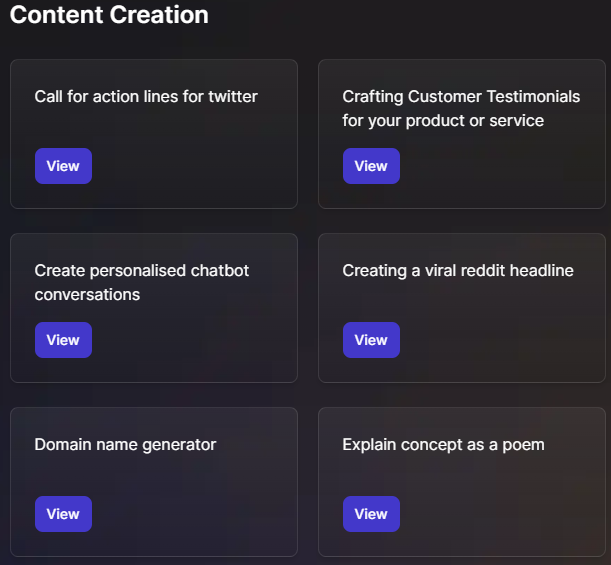 Content Creation
Call for action lines for twitter
View
Crafting Customer Testimonials
for your product or service
View
Create personalised chatbot
conversations
View
Creating a viral reddit headline
View
Domain name generator
View
Explain concept as a poem
View